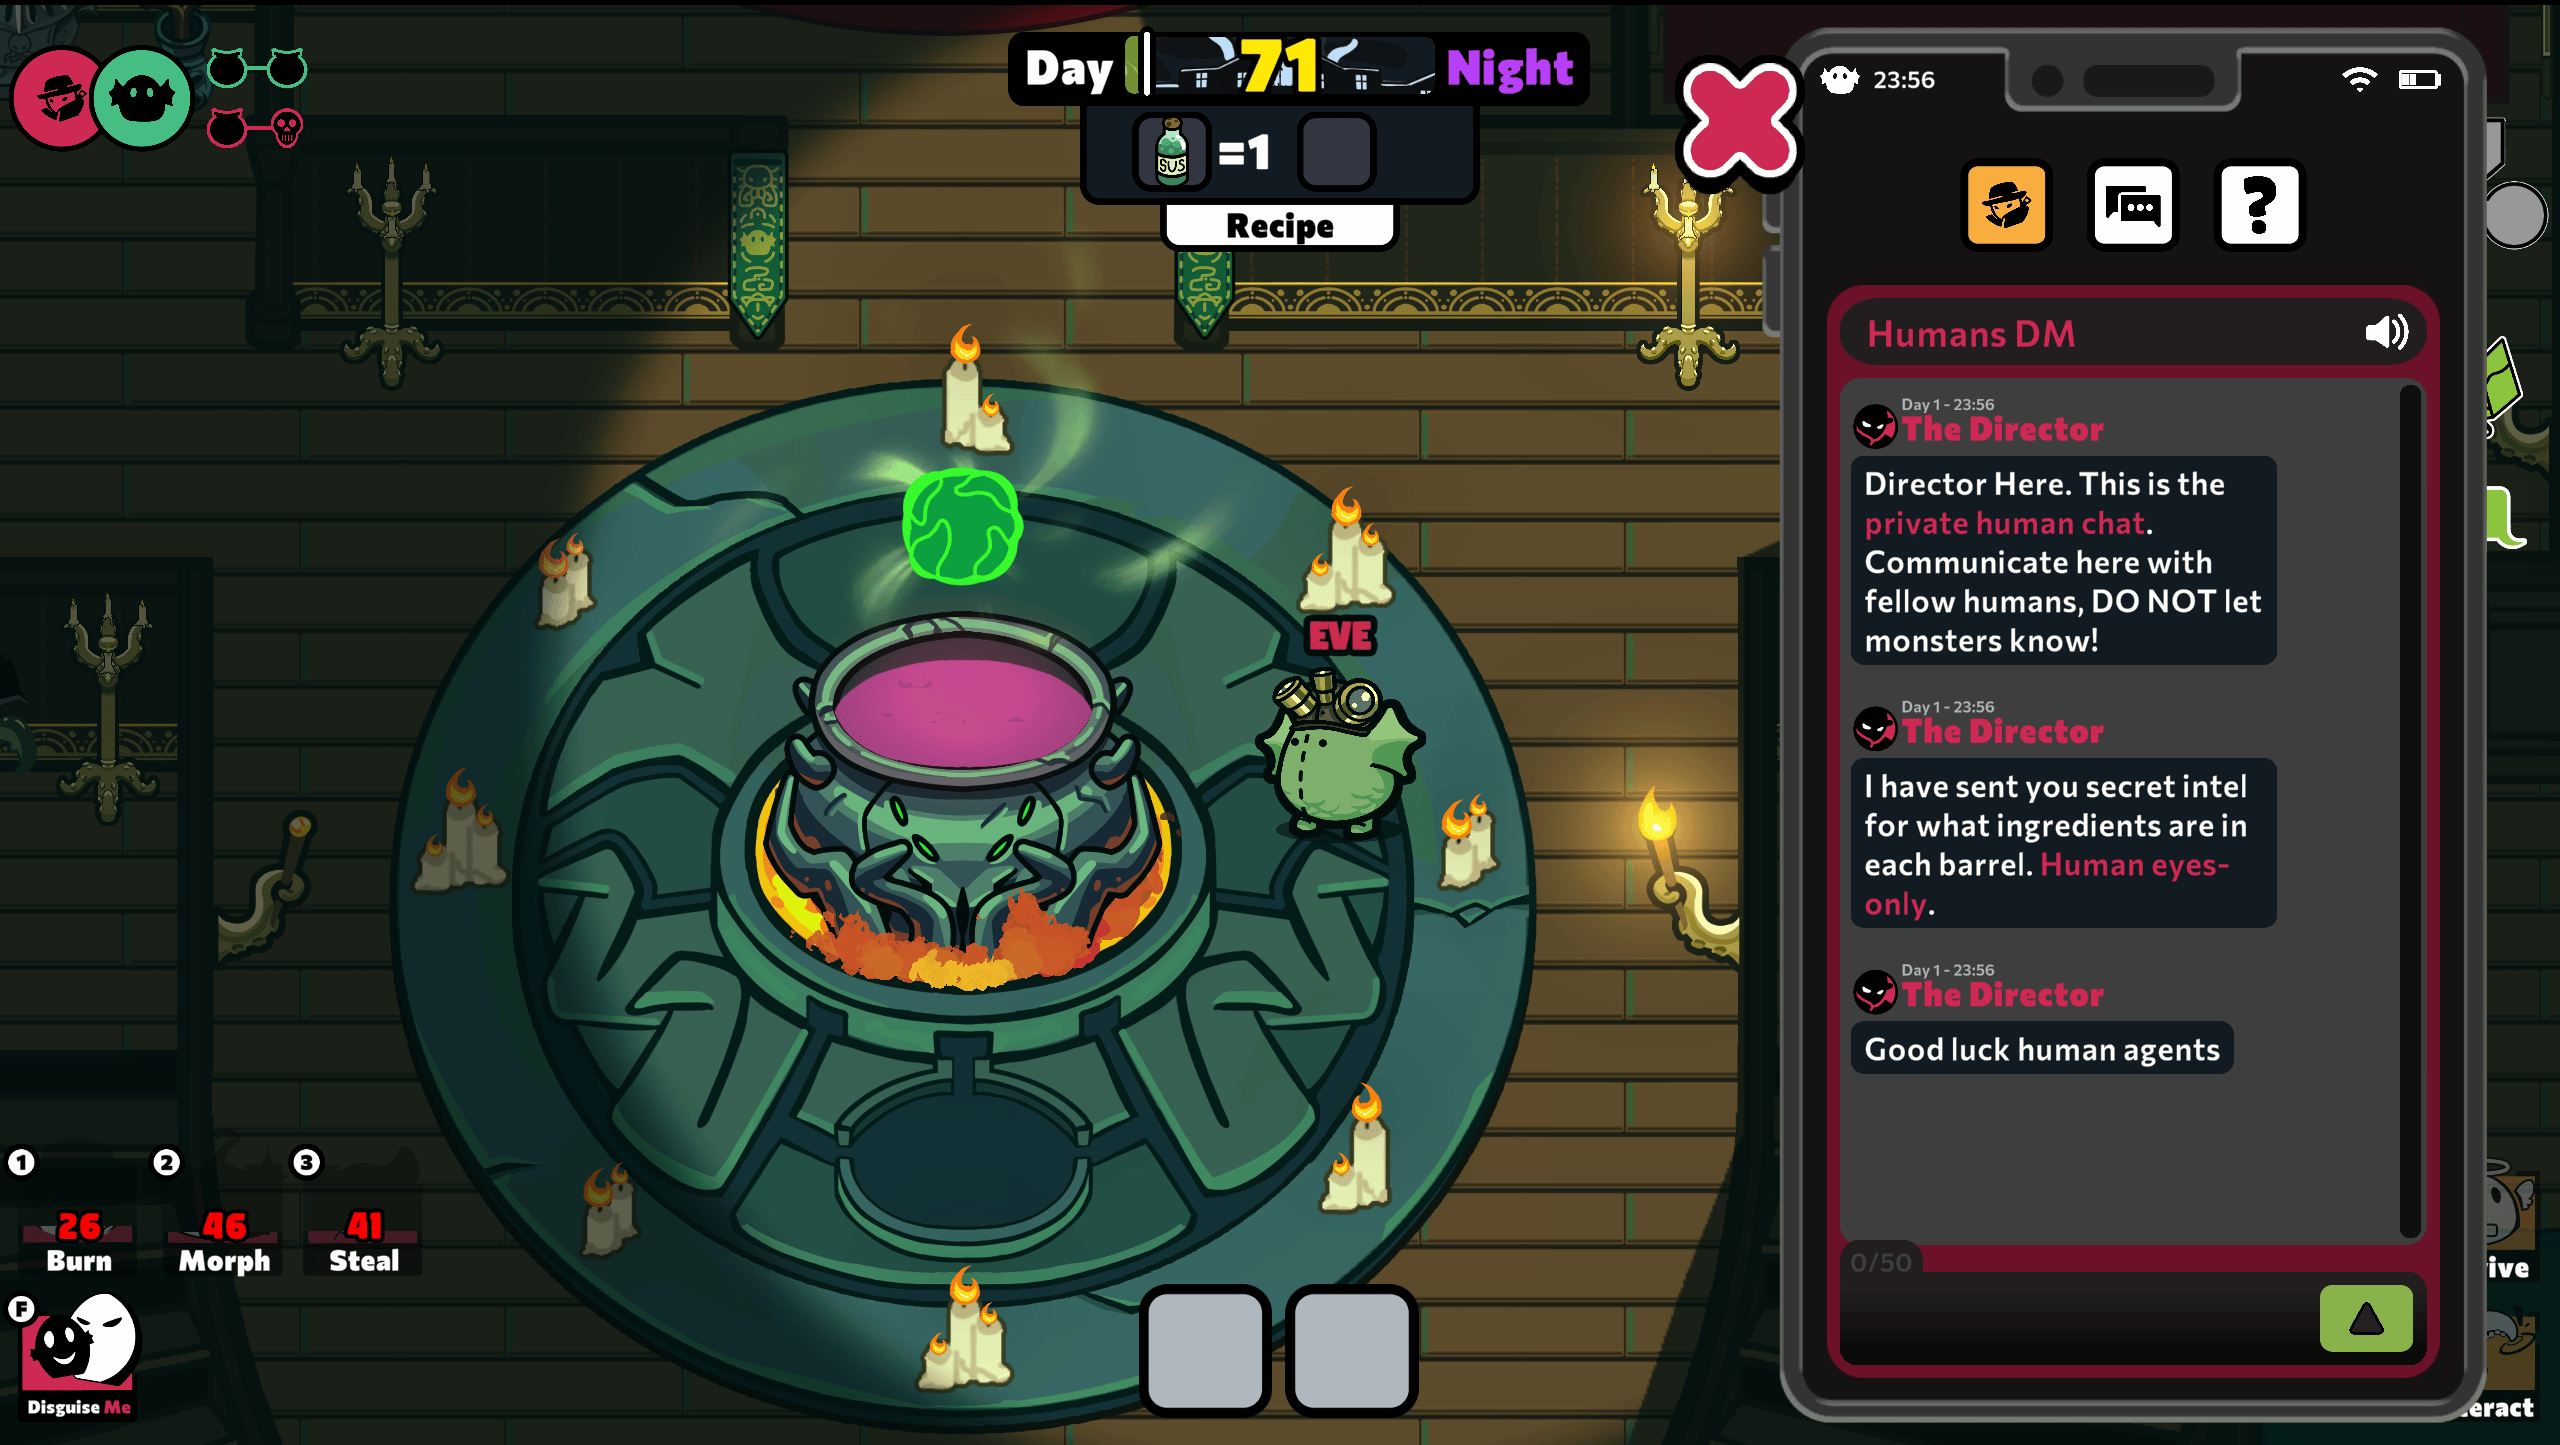 Day
71
Night
SUS
=1
Recipe
EVE
23:56
Humans DM
Day 1 - 23:56
The Director
Director Here. This is the
private human chat.
Communicate here with
fellow humans, DO NOT let
monsters know!
Day 1 - 23:56
The Director
I have sent you secret intel
for what ingredients are in
each barrel. Human eyes-
only.
Day 1 - 23:56
The Director
Good luck human agents
0/50
1
2
3
26
46
41
Burn
Morph
Steal
F
Disguise Me